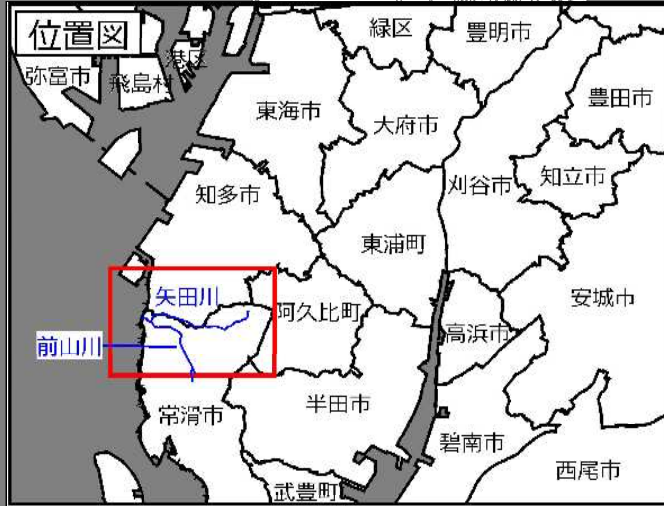 位置図
緑区
豊明市
港区
弥富市
飛島村
豊田市
東海市
大府市
刈谷市
知立市
知多市
東浦町
矢田川
阿久比町
安城市
前山川
高浜市
半田市
常滑市
碧南市
西尾市
武豊町